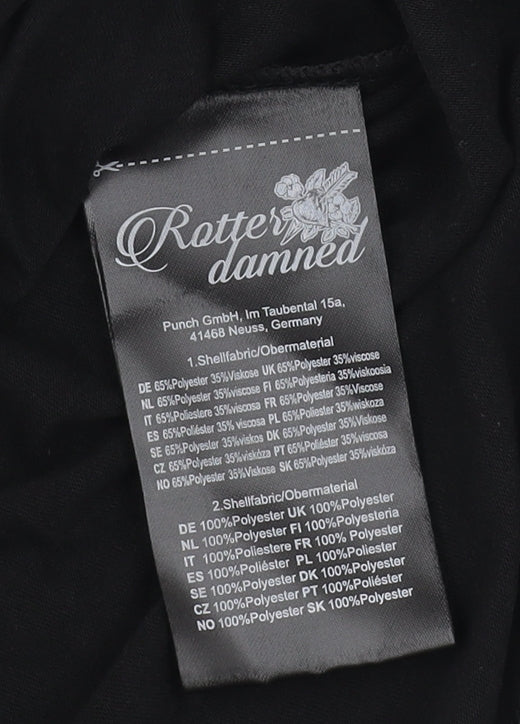 Rotter
damned
Punch GmbH, Im Taubental 15a,
41468 Neuss, Germany
1.Shellfabric/Obermaterial
DE 65%Polyester 35%Viskose UK 65%Polyester 35%viscose
NL 65%Polyester 35%viscose FI 65%Polyesteria 35%viskoosia
IT 65%Poliestere 35%viscosa FR 65%Polyester 35%Viscose
ES 65%Poliéster 35% viscosa PL 65%Poliester 35%wiskoza
SE 65%Polyester 35%viskos DK 65%Polyester 35%Viskose
CZ 65%Polyester 35%viskóza PT 65%Poliéster 35%viscosa
NO 65%Polyester 35%Viskose SK 65%Polyester 35%viskóza
2.Shellfabric/Obermaterial
DE 100%Polyester UK 100%Polyester
NL 100%Polyester FI 100%Polyesteria
IT 100%Poliestere FR 100%Polyester
ES 100%Poliéster PL 100%Poliester
SE 100%Polyester DK 100%Polyester
CZ 100%Polyester PT 100%Poliéster
NO 100%Polyester SK 100%Polyester